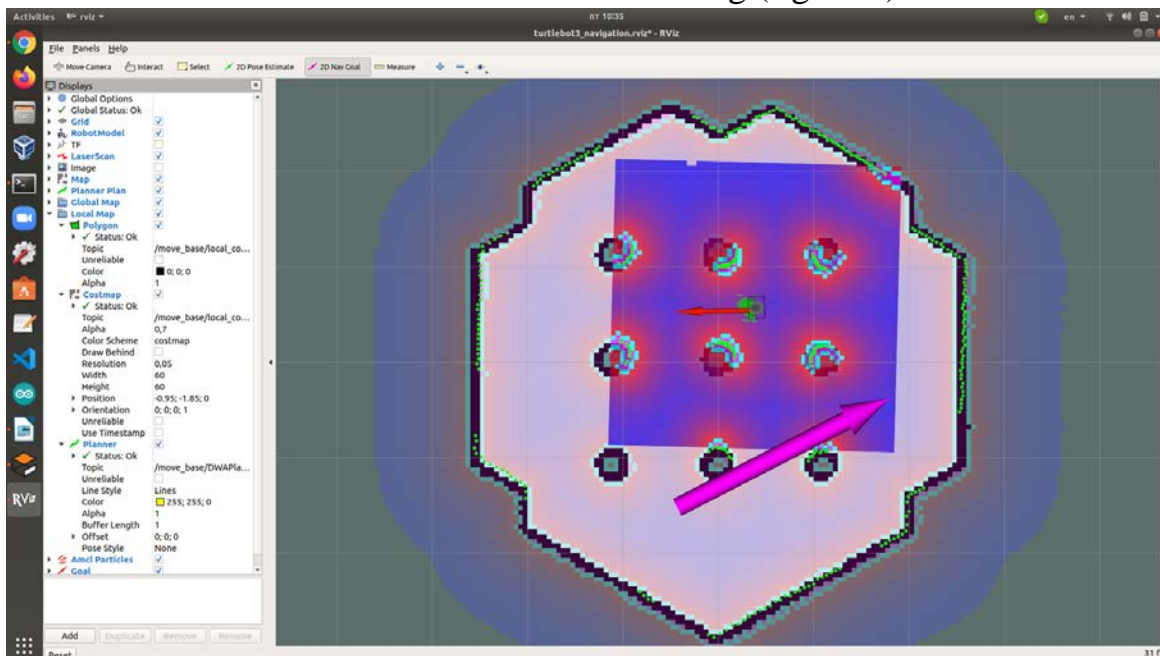 Activities
rviz
пт 10:35
en
turtlebot3_navigation.rviz* - RViz
File Panels Help
Move Camera Interact Select 2D Pose Estimate 2D Nav Goal Measure
Displays
Global Options
Global Status: Ok
Grid
RobotModel
TF
LaserScan
Image
Map
Planner Plan
Global Map
Local Map
Polygon
Status: Ok
Topic /move_base/local_co...
Unreliable
Color 0; 0; 0
Alpha 1
Costmap
Status: Ok
Topic /move_base/local_co...
Alpha 0,7
Color Scheme costmap
Draw Behind
Resolution 0,05
Width 60
Height 60
Position -0.95; -1.85; 0
Orientation 0; 0; 0; 1
Unreliable
Use Timestamp
Planner
Status: Ok
Topic /move_base/DWAPla...
Unreliable
Line Style Lines
Color 255; 255; 0
Alpha 1
Buffer Length 1
Offset 0; 0; 0
Pose Style None
Amcl Particles
Goal
RViz
Add Duplicate Remove Rename
Reset